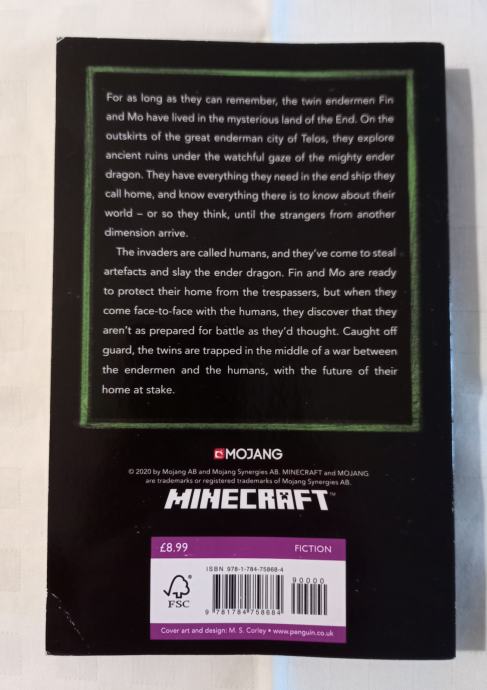 For as long as they can remember, the twin endermen Fin
and Mo have lived in the mysterious land of the End. On the
outskirts of the great enderman city of Telos, they explore
ancient ruins under the watchful gaze of the mighty ender
dragon. They have everything they need in the end ship they
call home, and know everything there is to know about their
world – or so they think, until the strangers from another
dimension arrive.
The invaders are called humans, and they've come to steal
artefacts and slay the ender dragon. Fin and Mo are ready
to protect their home from the trespassers, but when they
come face-to-face with the humans, they discover that they
aren't as prepared for battle as they'd thought. Caught off
guard, the twins are trapped in the middle of a war between
the endermen and the humans, with the future of their
home at stake.
MOJANG
© 2020 by Mojang AB and Mojang Synergies AB. MINECRAFT and MOJANG
are trademarks or registered trademarks of Mojang Synergies AB.
MINECRAFT™
£8.99 FICTION
ISBN 978-1-784-75868-4
90000
FSC
9 781784 758684
Cover art and design: M. S. Corley • www.penguin.co.uk